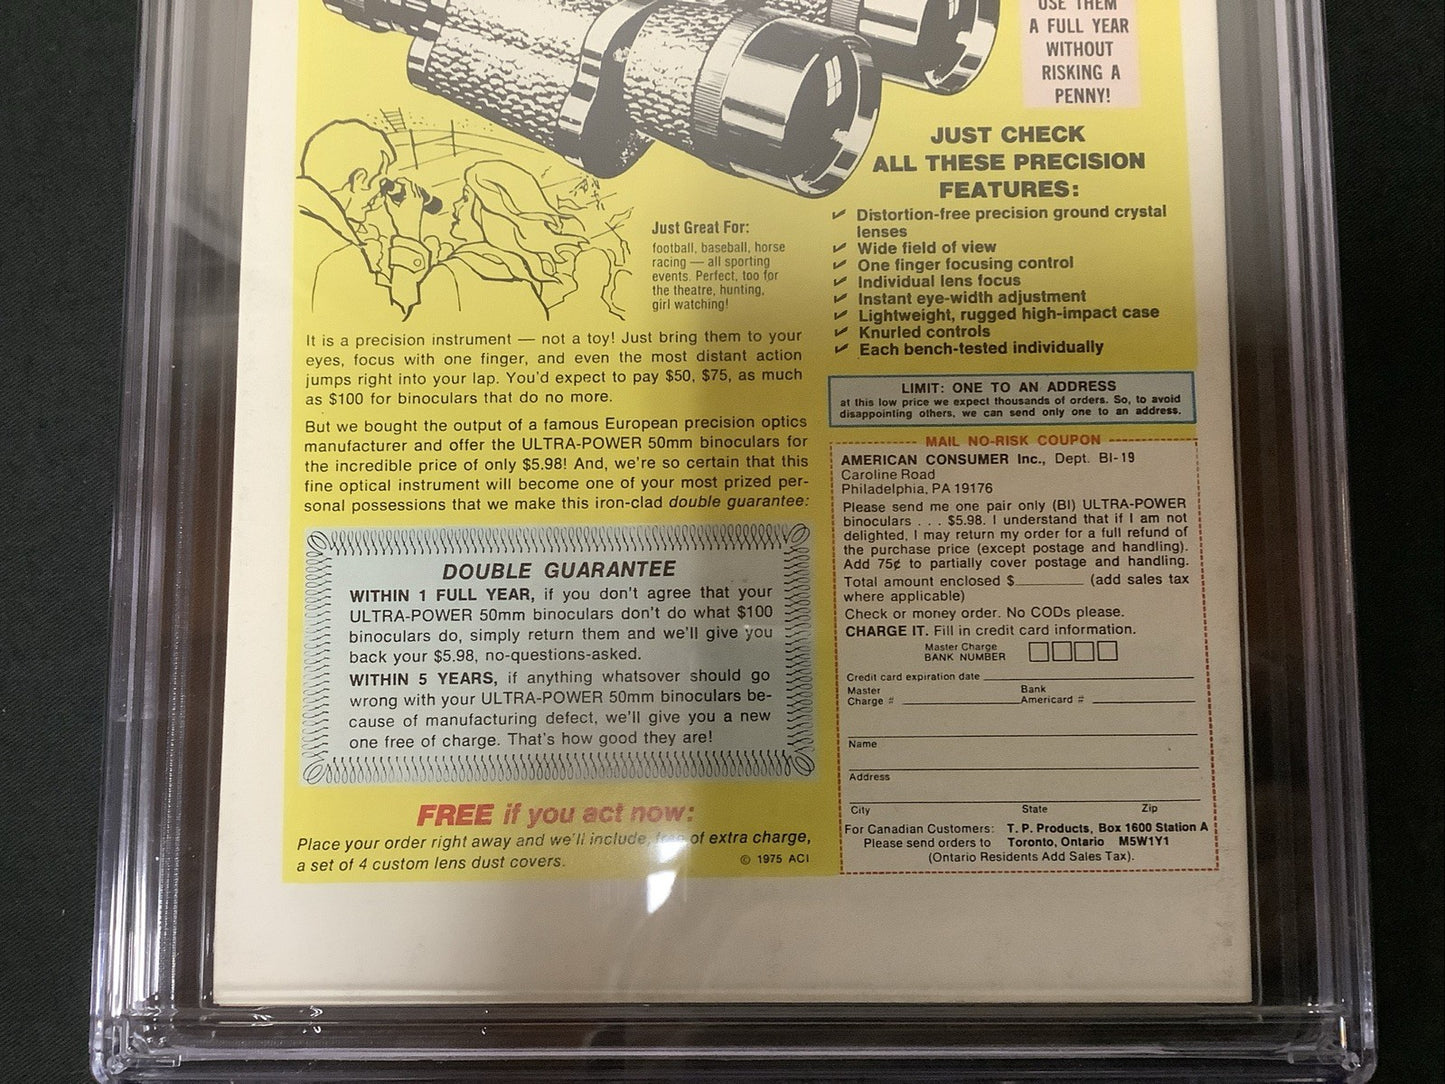 USE THEM
A FULL YEAR
WITHOUT
RISKING A
PENNY!
JUST CHECK
ALL THESE PRECISION
FEATURES:
✓ Distortion-free precision ground crystal
lenses
✓ Wide field of view
✓ One finger focusing control
✓ Individual lens focus
✓ Instant eye-width adjustment
✓ Lightweight, rugged high-impact case
✓ Knurled controls
✓ Each bench-tested individually
Just Great For:
football, baseball, horse
racing — all sporting
events. Perfect, too for
the theatre, hunting,
girl watching!
It is a precision instrument — not a toy! Just bring them to your
eyes, focus with one finger, and even the most distant action
jumps right into your lap. You'd expect to pay $50, $75, as much
as $100 for binoculars that do no more.
But we bought the output of a famous European precision optics
manufacturer and offer the ULTRA-POWER 50mm binoculars for
the incredible price of only $5.98! And, we're so certain that this
fine optical instrument will become one of your most prized per-
sonal possessions that we make this iron-clad double guarantee:
DOUBLE GUARANTEE
WITHIN 1 FULL YEAR, if you don't agree that your
ULTRA-POWER 50mm binoculars don't do what $100
binoculars do, simply return them and we'll give you
back your $5.98, no-questions-asked.
WITHIN 5 YEARS, if anything whatsoever should go
wrong with your ULTRA-POWER 50mm binoculars be-
cause of manufacturing defect, we'll give you a new
one free of charge. That's how good they are!
FREE if you act now:
Place your order right away and we'll include, free of extra charge,
a set of 4 custom lens dust covers.
© 1975 ACI
LIMIT: ONE TO AN ADDRESS
at this low price we expect thousands of orders. So, to avoid
disappointing others, we can send only one to an address.
MAIL NO-RISK COUPON
AMERICAN CONSUMER Inc., Dept. BI-19
Caroline Road
Philadelphia, PA 19176
Please send me one pair only (BI) ULTRA-POWER
binoculars . . . $5.98. I understand that if I am not
delighted, I may return my order for a full refund of
the purchase price (except postage and handling).
Add 75¢ to partially cover postage and handling.
Total amount enclosed $________ (add sales tax
where applicable)
Check or money order. No CODs please.
CHARGE IT. Fill in credit card information.
Master Charge
BANK NUMBER
Credit card expiration date
Master
Charge #
Bank
Americard #
Name
Address
City State Zip
For Canadian Customers: T. P. Products, Box 1600 Station A
Please send orders to Toronto, Ontario M5W1Y1
(Ontario Residents Add Sales Tax).